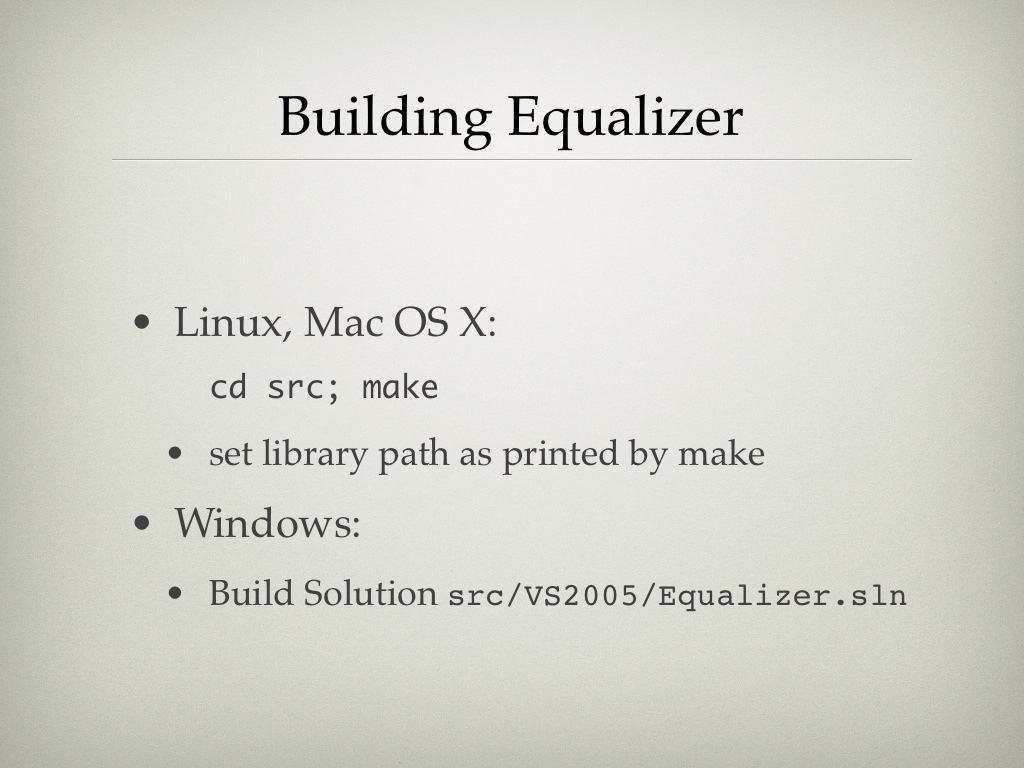 Building Equalizer
• Linux, Mac OS X:
cd src; make
• set library path as printed by make
• Windows:
• Build Solution src/VS2005/Equalizer.sln